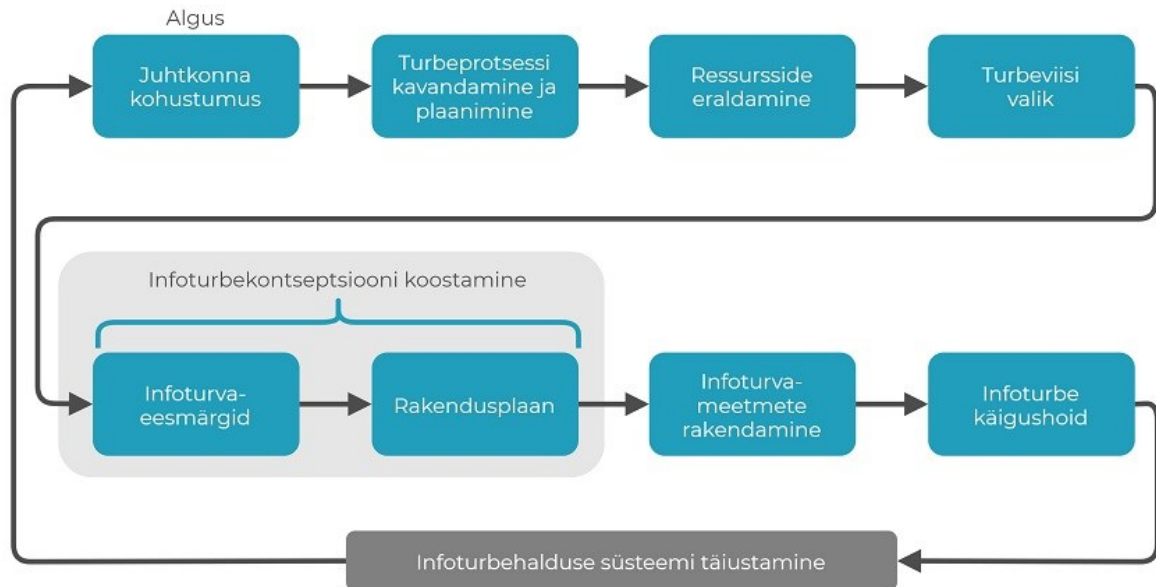 Algus
Juhtkonna
kohustumus
Turbeprotsessi
kavandamine ja
plaanimine
Ressursside
eraldamine
Turbeviisi
valik
Infoturbekontseptsiooni koostamine
Infoturva-
eesmärgid
Rakendusplaan
Infoturva-
meetmete
rakendamine
Infoturbe
käigushoid
Infoturbehalduse süsteemi täiustamine